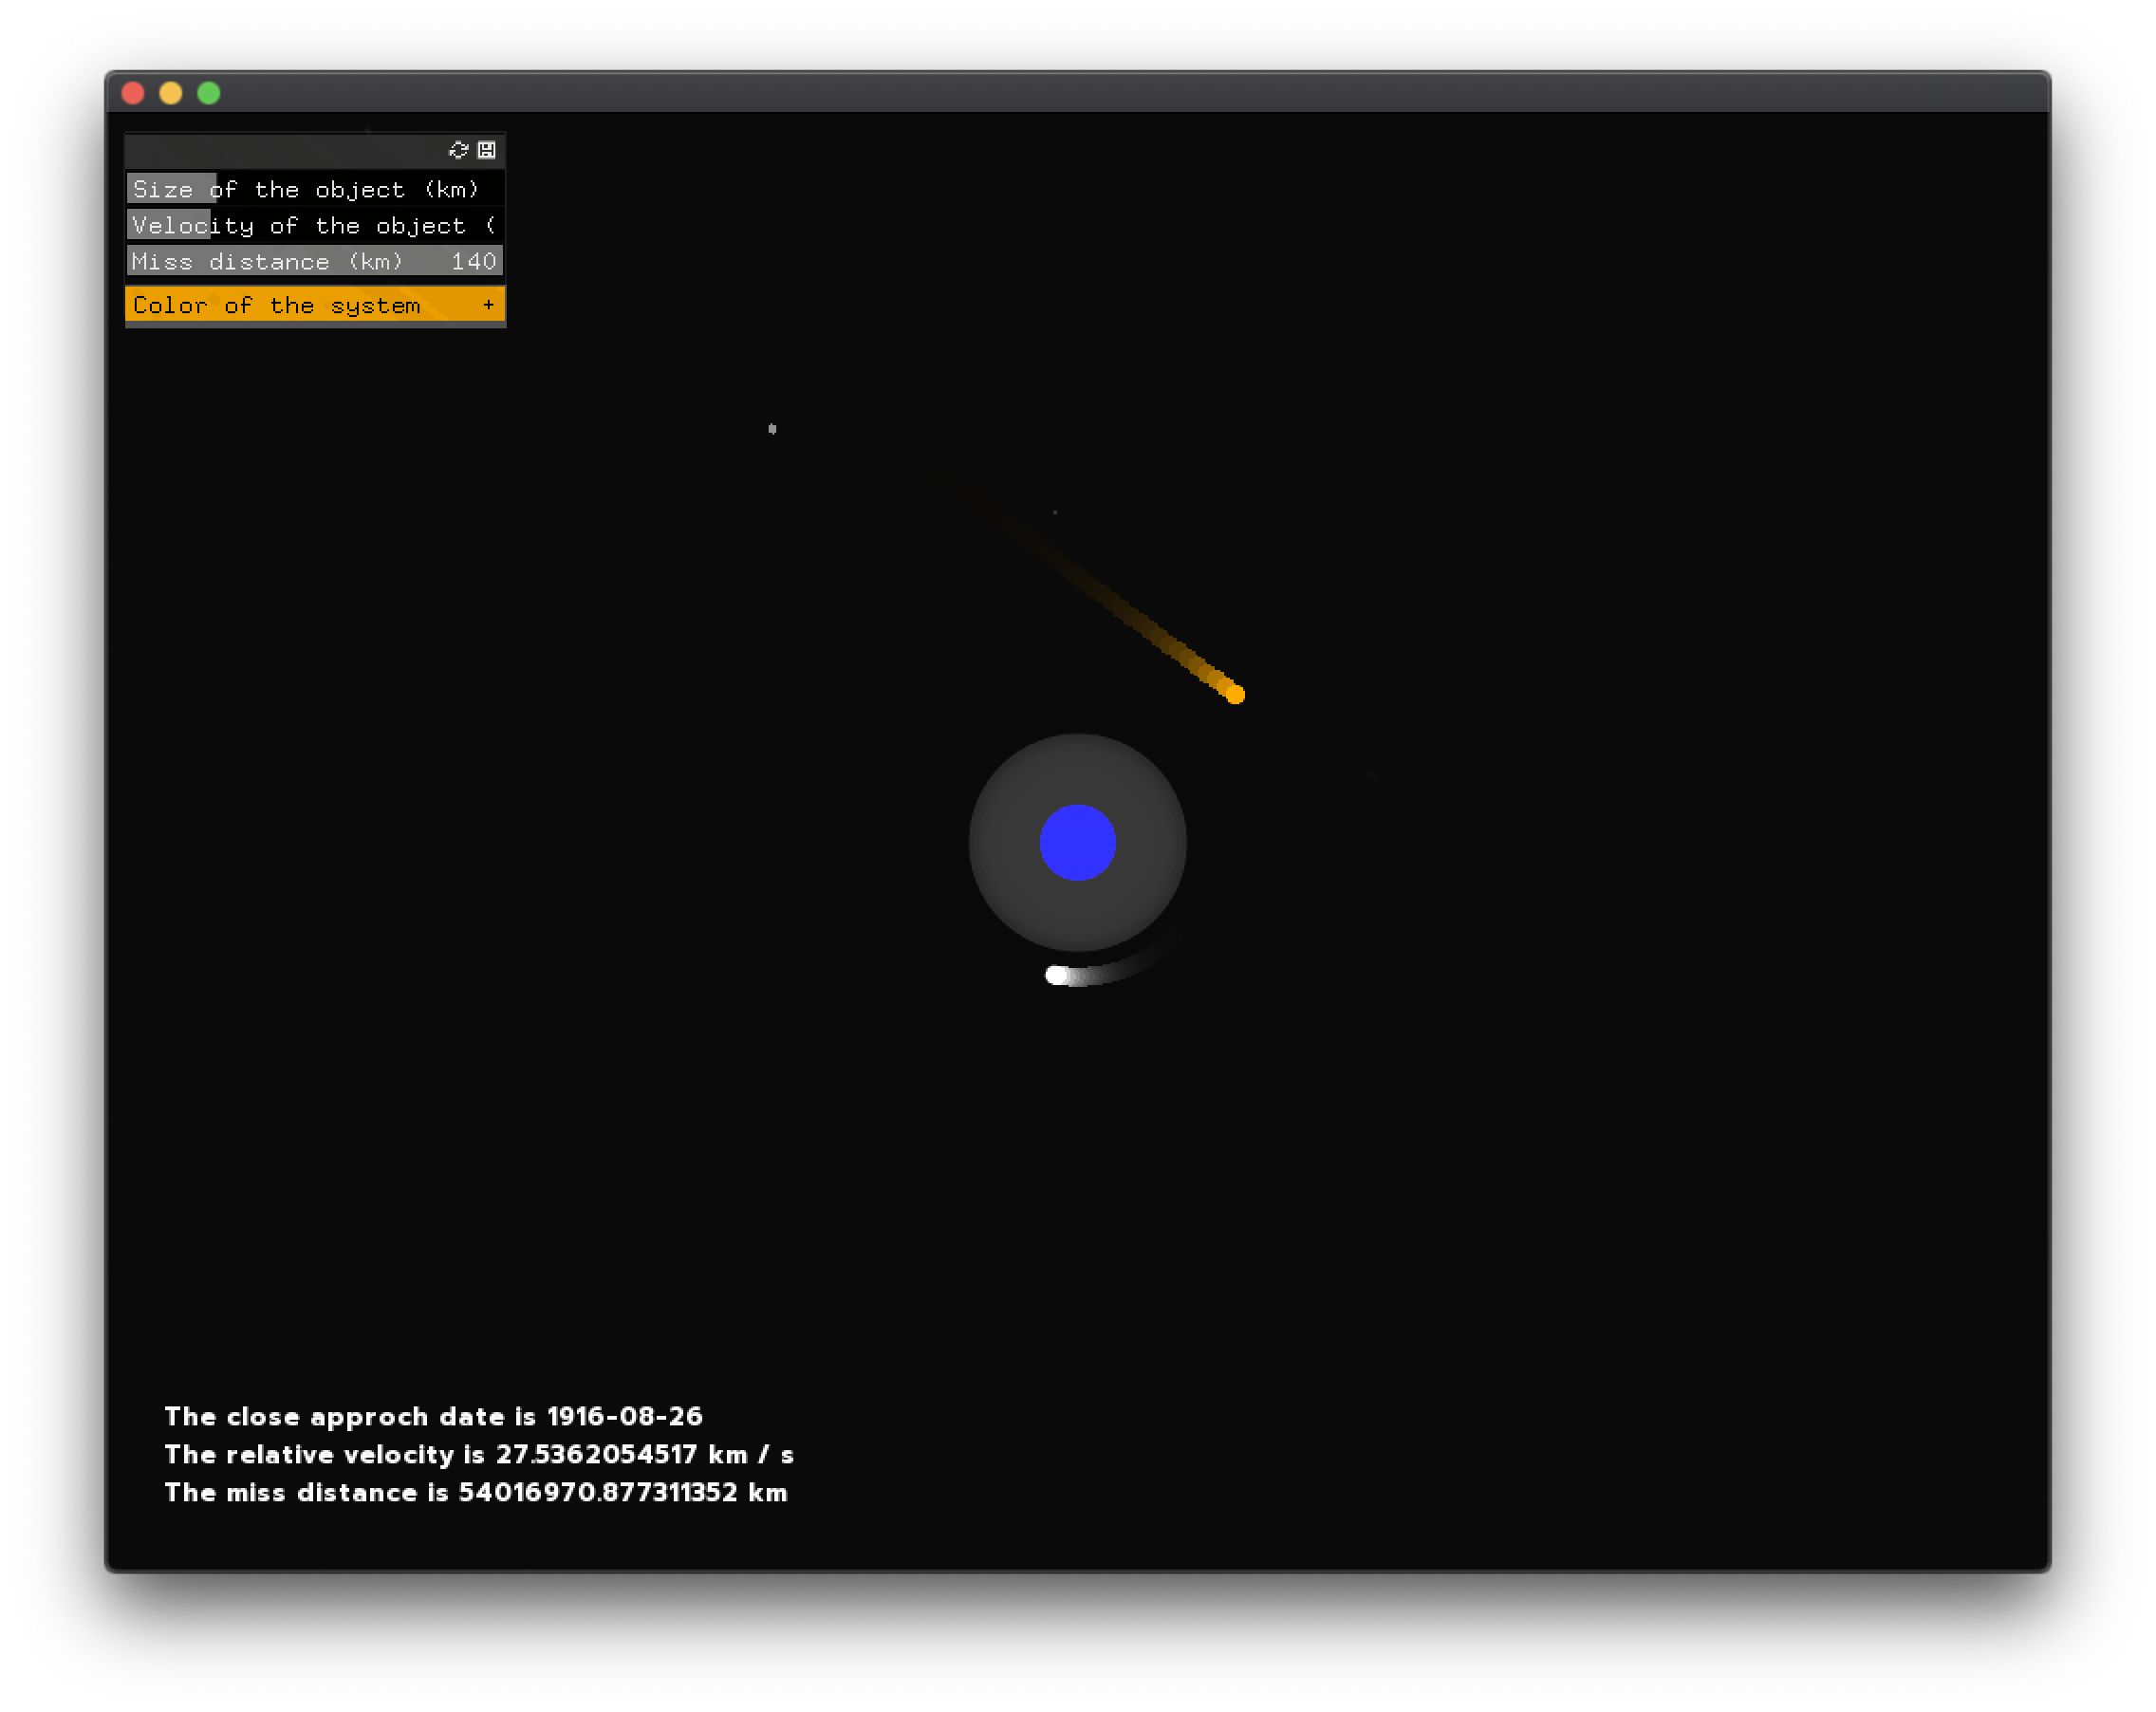 Size of the object (km)
Velocity of the object (
Miss distance (km) 140
Color of the system +
The close approch date is 1916-08-26
The relative velocity is 27.5362054517 km / s
The miss distance is 54016970.877311352 km